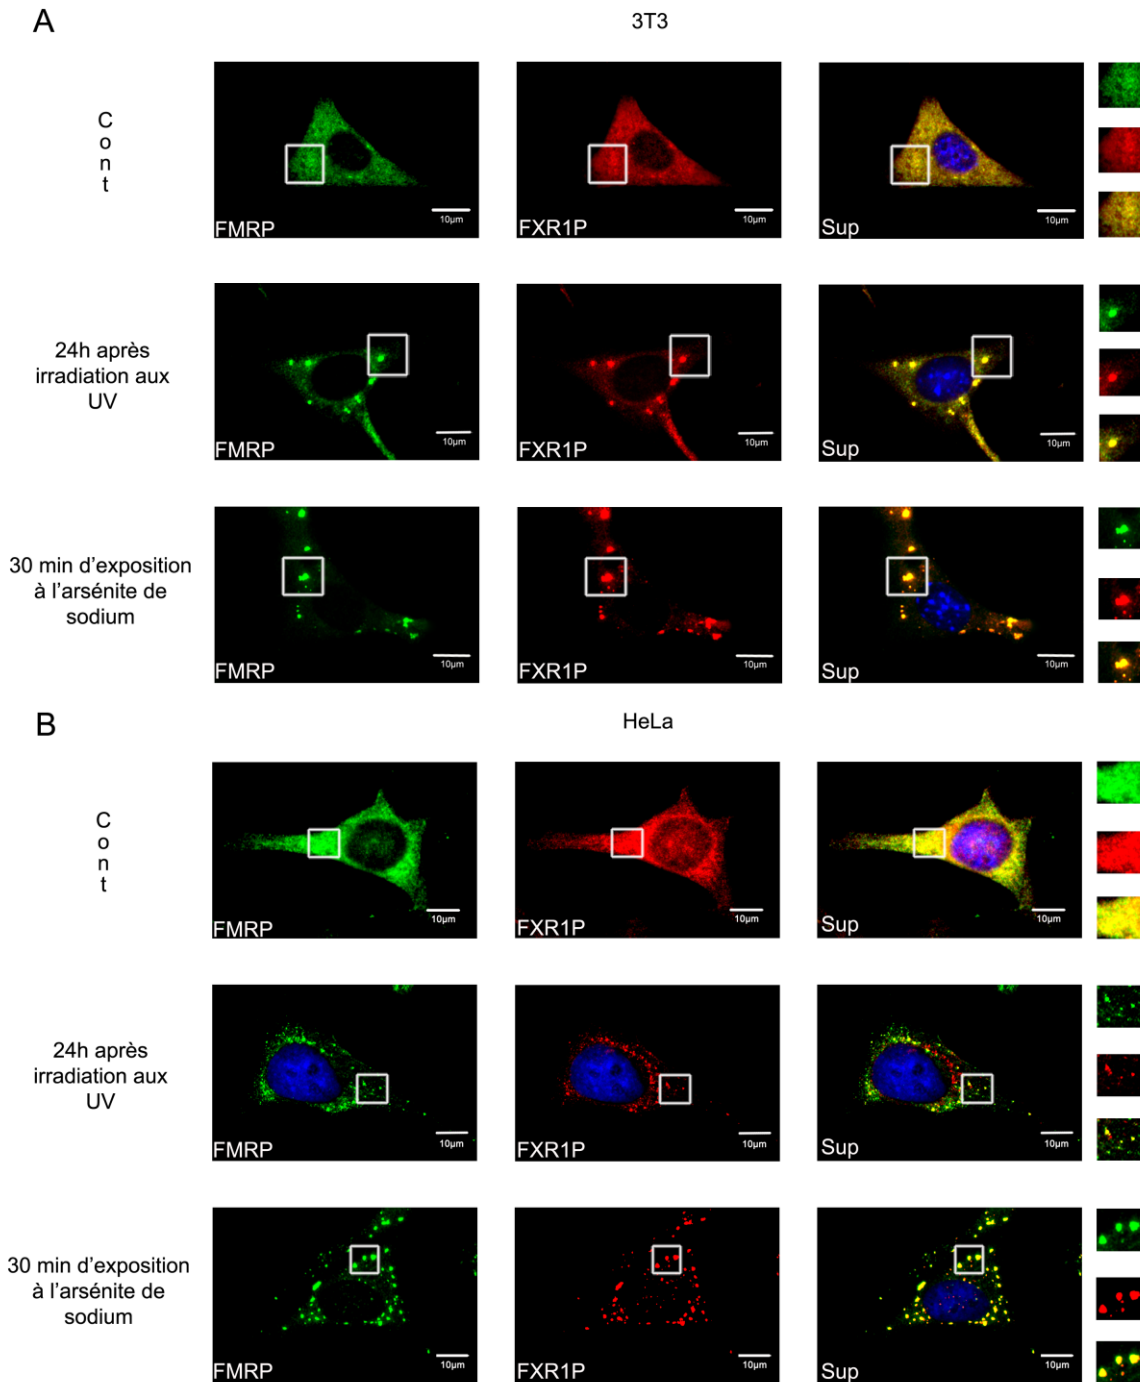 A
3T3
C
o
n
t
FMRP
10µm
FXR1P
10µm
Sup
10µm
24h après
irradiation aux
UV
FMRP
10µm
FXR1P
10µm
Sup
10µm
30 min d'exposition
à l'arsénite de
sodium
FMRP
10µm
FXR1P
10µm
Sup
10µm
B
HeLa
C
o
n
t
FMRP
10µm
FXR1P
10µm
Sup
10µm
24h après
irradiation aux
UV
FMRP
10µm
FXR1P
10µm
Sup
10µm
30 min d'exposition
à l'arsénite de
sodium
FMRP
10µm
FXR1P
10µm
Sup
10µm